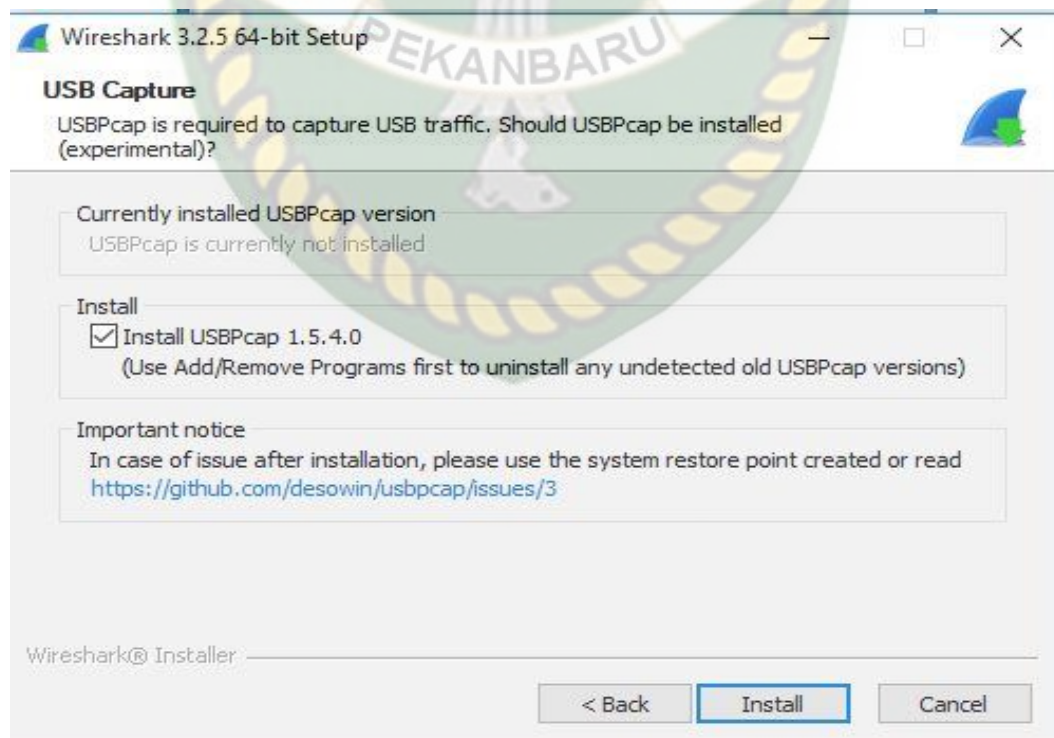 Wireshark 3.2.5 64-bit Setup
PEKANBARU
USB Capture
USBPcap is required to capture USB traffic. Should USBPcap be installed
(experimental)?
Currently installed USBPcap version
USBPcap is currently not installed
Install
Install USBPcap 1.5.4.0
(Use Add/Remove Programs first to uninstall any undetected old USBPcap versions)
Important notice
In case of issue after installation, please use the system restore point created or read
https://github.com/desowin/usbpcap/issues/3
Wireshark® Installer
< Back
Install
Cancel